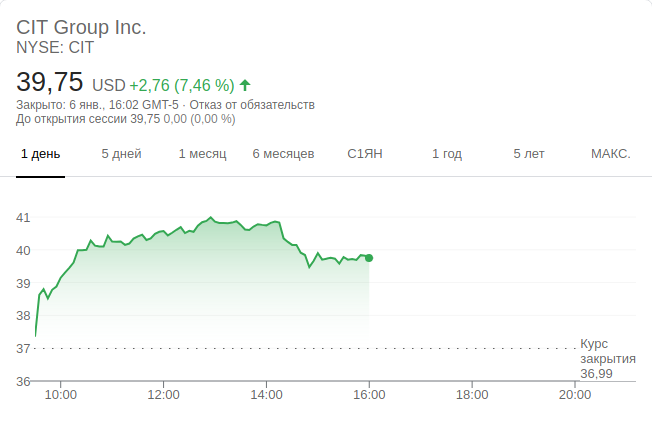 CIT Group Inc.
NYSE: CIT
39,75 USD +2,76 (7,46 %)
Закрыто: 6 янв., 16:02 GMT-5 · Отказ от обязательств
До открытия сессии 39,75 0,00 (0,00 %)
1 день 5 дней 1 месяц 6 месяцев С1ЯН 1 год 5 лет МАКС.
41
40
39
38
37
36
Курс
закрытия
36,99
10:00 12:00 14:00 16:00 18:00 20:00